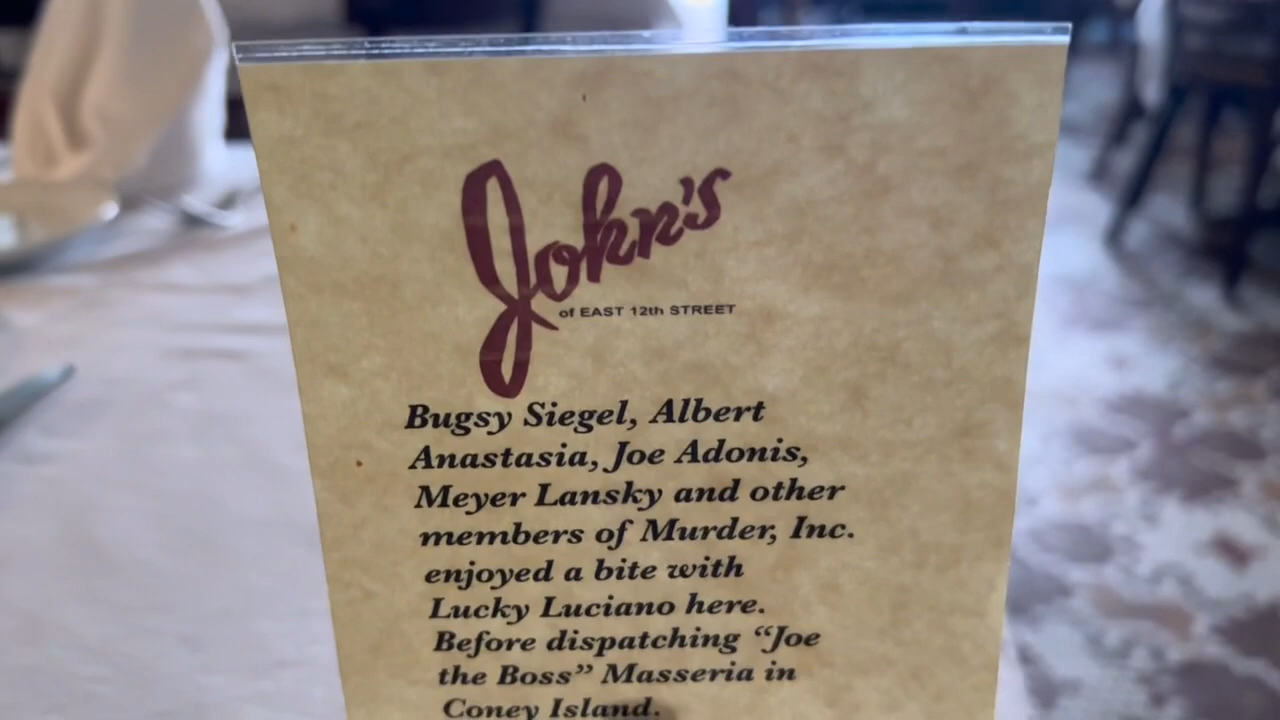 John's
of EAST 12th STREET
Bugsy Siegel, Albert
Anastasia, Joe Adonis,
Meyer Lansky and other
members of Murder, Inc.
enjoyed a bite with
Lucky Luciano here.
Before dispatching “Joe
the Boss” Masseria in
Coney Island.